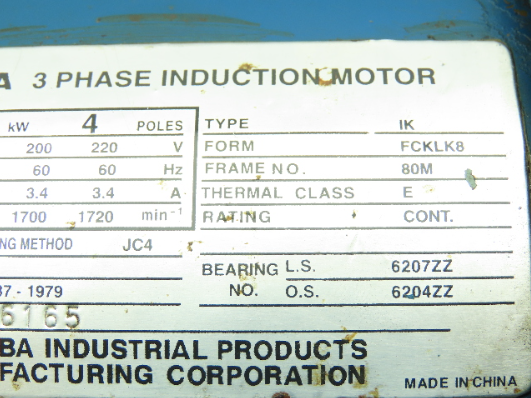 A 3 PHASE INDUCTION MOTOR
kW 4 POLES
200 220 V
60 60 Hz
3.4 3.4 A
1700 1720 min⁻¹
NG METHOD JC4
37 - 1979
6165
TYPE IK
FORM FCKLK8
FRAME NO. 80M
THERMAL CLASS E
RATING CONT.
BEARING L.S. 6207ZZ
NO. O.S. 6204ZZ
BA INDUSTRIAL PRODUCTS
FACTURING CORPORATION
MADE IN CHINA